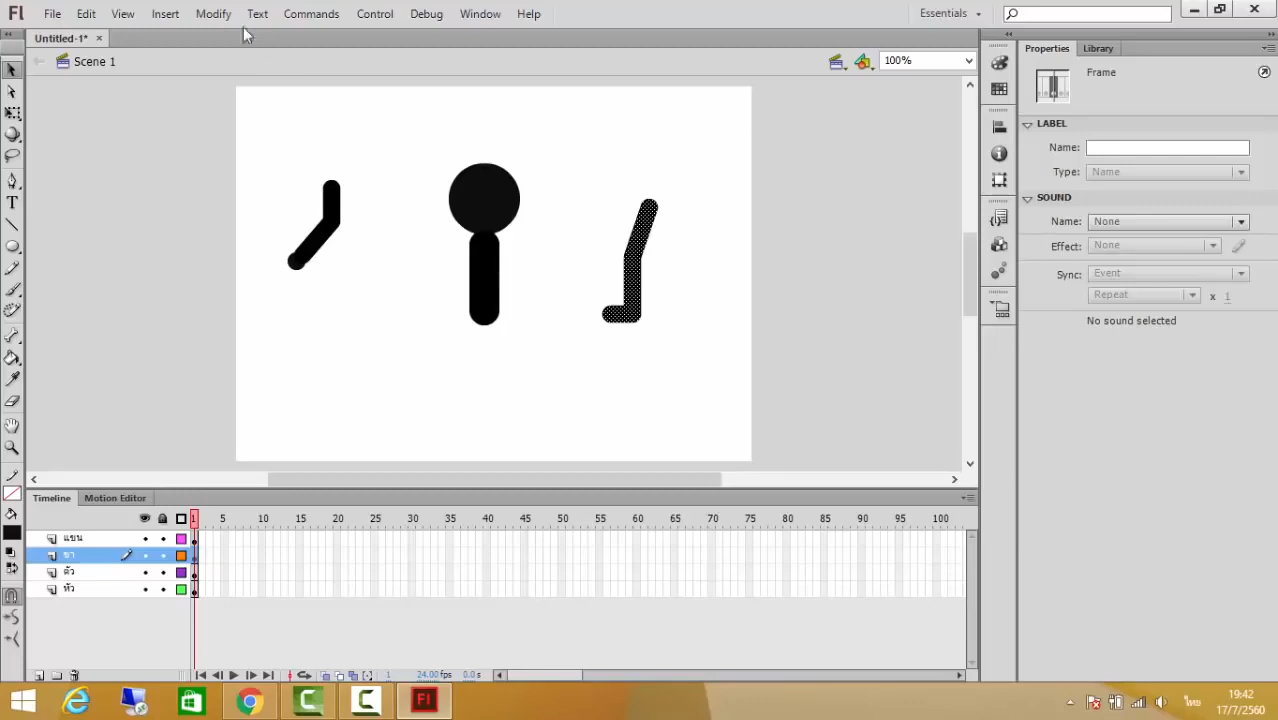 Fl File Edit View Insert Modify Text Commands Control Debug Window Help Essentials
Untitled-1* ×
Scene 1 100%
Properties Library
Frame
LABEL
Name:
Type: Name
SOUND
Name: None
Effect: None
Sync: Event
Repeat x 1
No sound selected
Timeline Motion Editor
1 5 10 15 20 25 30 35 40 45 50 55 60 65 70 75 80 85 90 95 100
แขน
ขา
ตัว
หัว
1 24.00 fps 0.0 s
Fl ไทย 19:42
17/7/2560